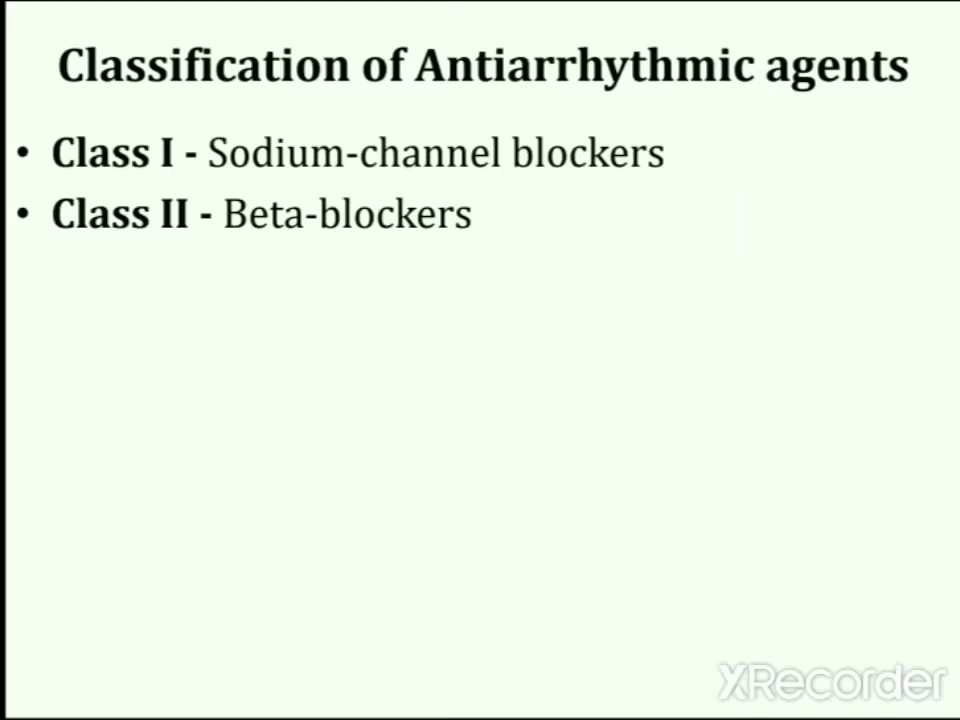 Classification of Antiarrhythmic agents
• Class I - Sodium-channel blockers
• Class II - Beta-blockers
XRecorder